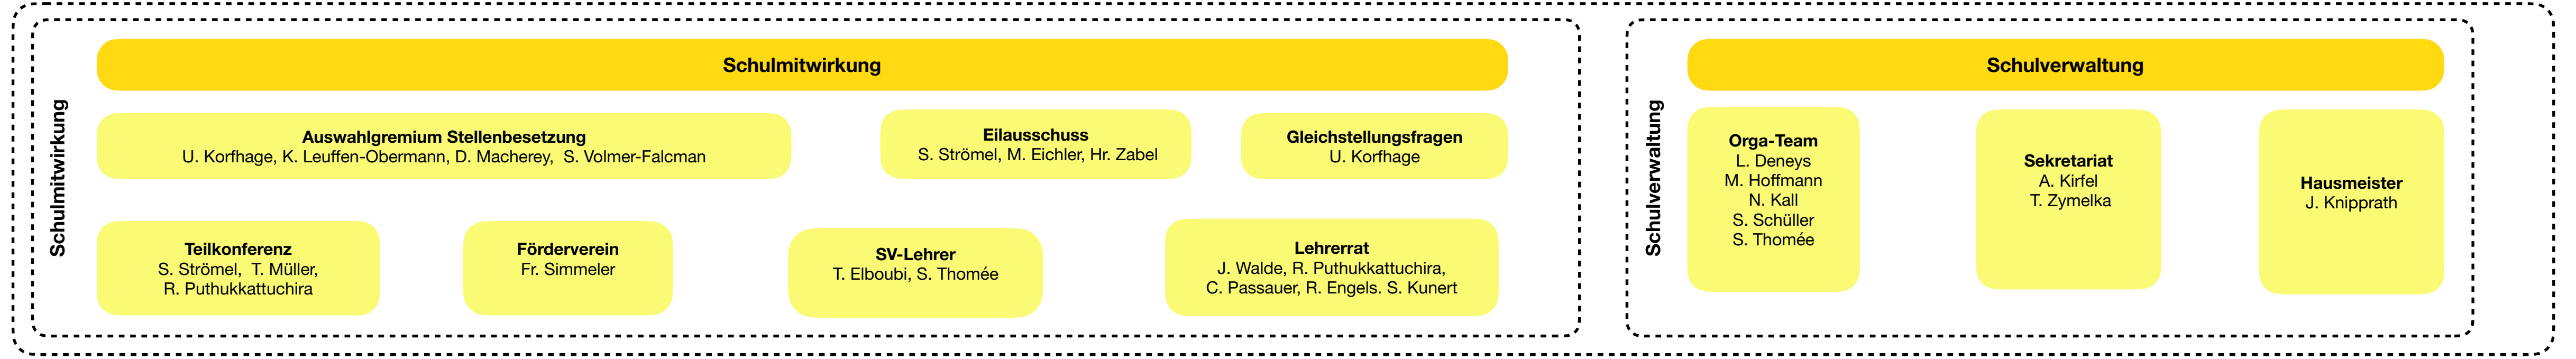 Schulmitwirkung
Schulmitwirkung
Auswahlgremium Stellenbesetzung
U. Korfhage, K. Leuffen-Obermann, D. Macherey,  S. Volmer-Falcman
Eilausschuss
S. Strömel, M. Eichler, Hr. Zabel
Gleichstellungsfragen
U. Korfhage
Teilkonferenz
S. Strömel,  T. Müller,
R. Puthukkattuchira
Förderverein
Fr. Simmeler
SV-Lehrer
T. Elboubi, S. Thomée
Lehrerrat
J. Walde, R. Puthukkattuchira,
C. Passauer, R. Engels. S. Kunert
Schulverwaltung
Schulverwaltung
Orga-Team
L. Deneys
M. Hoffmann
N. Kall
S. Schüller
S. Thomée
Sekretariat
A. Kirfel
T. Zymelka
Hausmeister
J. Knipprath